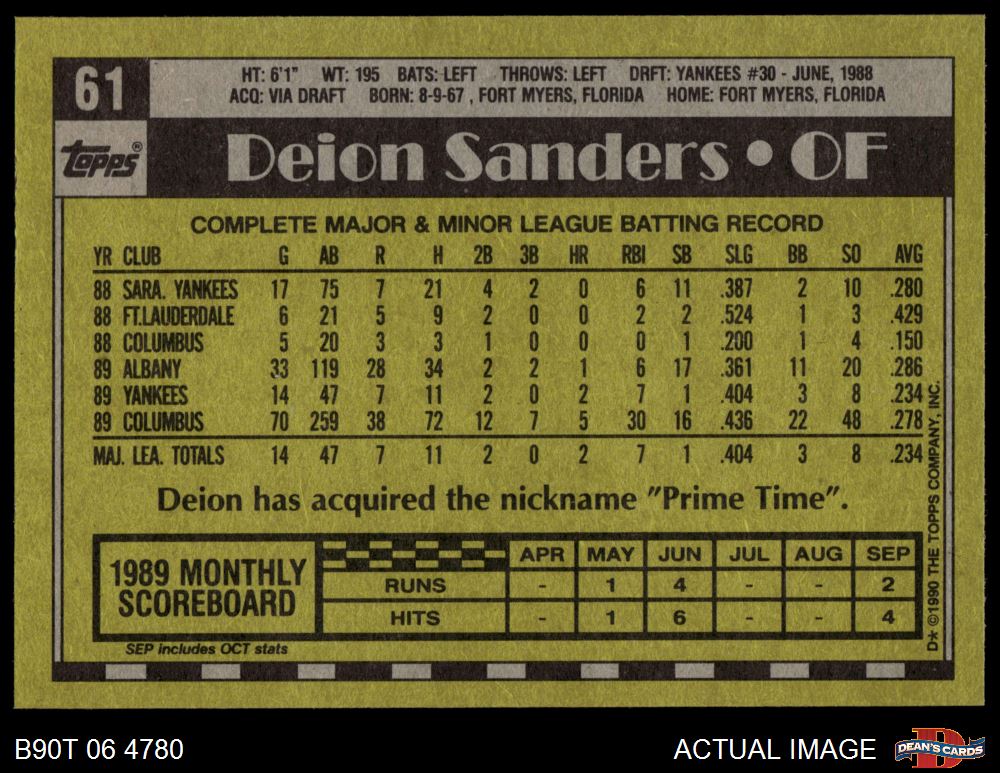 61
HT: 6'1" WT: 195 BATS: LEFT THROWS: LEFT DRFT: YANKEES #30 - JUNE, 1988
ACQ: VIA DRAFT BORN: 8-9-67 , FORT MYERS, FLORIDA HOME: FORT MYERS, FLORIDA
Topps®
Deion Sanders • OF
COMPLETE MAJOR & MINOR LEAGUE BATTING RECORD
YR CLUB G AB R H 2B 3B HR RBI SB SLG BB SO AVG
88 SARA. YANKEES 17 75 7 21 4 2 0 6 11 .387 2 10 .280
88 FT.LAUDERDALE 6 21 5 9 2 0 0 2 2 .524 1 3 .429
88 COLUMBUS 5 20 3 3 1 0 0 0 1 .200 1 4 .150
89 ALBANY 33 119 28 34 2 2 1 6 17 .361 11 20 .286
89 YANKEES 14 47 7 11 2 0 2 7 1 .404 3 8 .234
89 COLUMBUS 70 259 38 72 12 7 5 30 16 .436 22 48 .278
MAJ. LEA. TOTALS 14 47 7 11 2 0 2 7 1 .404 3 8 .234
Deion has acquired the nickname "Prime Time".
1989 MONTHLY
SCOREBOARD
APR MAY JUN JUL AUG SEP
RUNS - 1 4 - - 2
HITS - 1 6 - - 4
SEP includes OCT stats
D* ©1990 THE TOPPS COMPANY, INC.
B90T 06 4780
ACTUAL IMAGE
D
DEAN'S CARDS